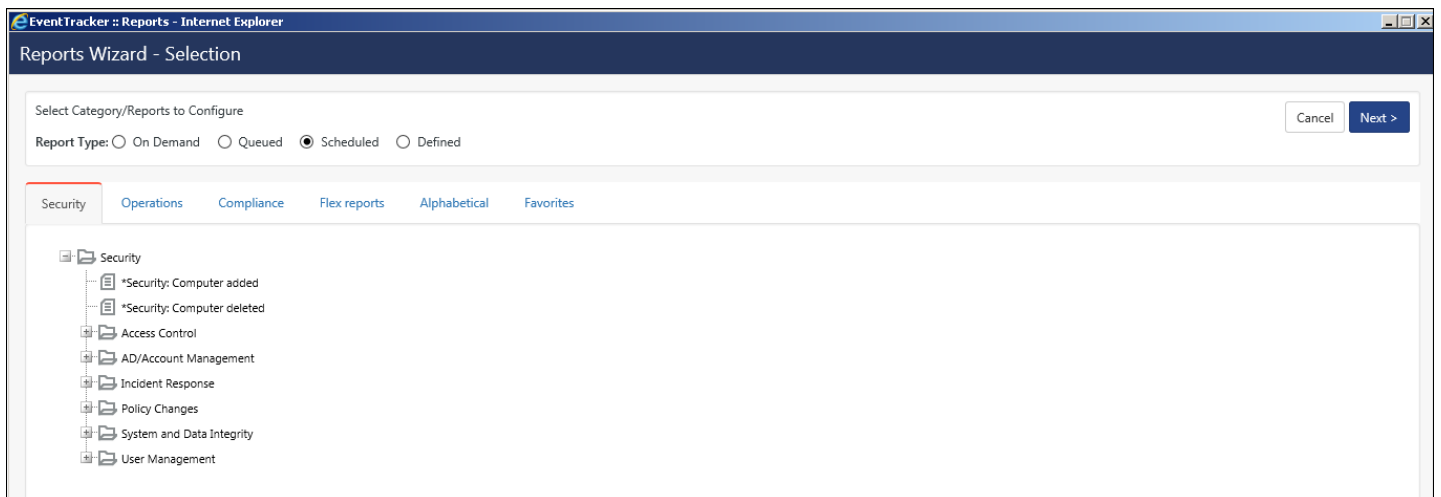 EventTracker :: Reports - Internet Explorer
Reports Wizard - Selection
Select Category/Reports to Configure
Cancel Next >
Report Type: On Demand Queued Scheduled Defined
Security Operations Compliance Flex reports Alphabetical Favorites
Security
*Security: Computer added
*Security: Computer deleted
Access Control
AD/Account Management
Incident Response
Policy Changes
System and Data Integrity
User Management